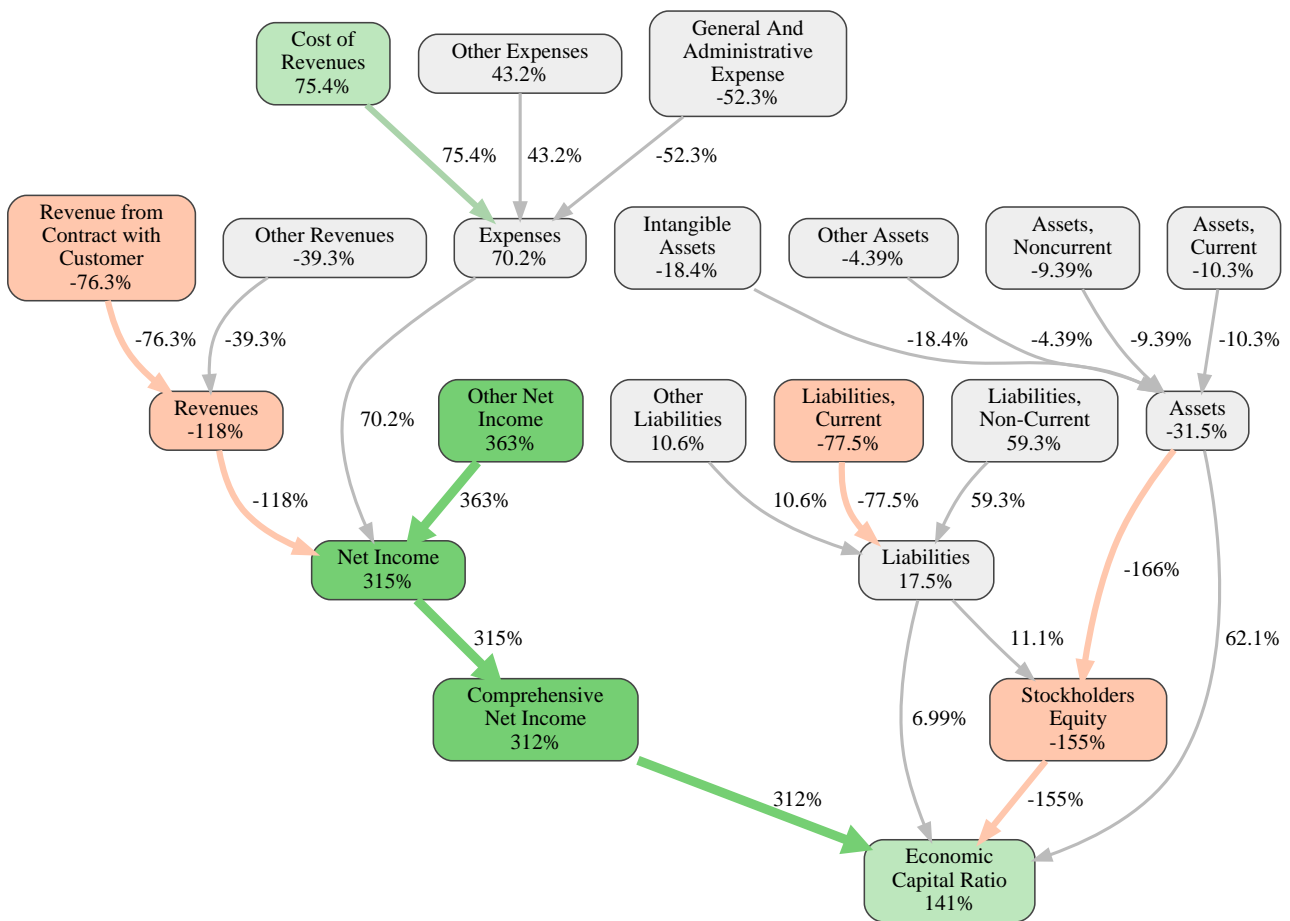 Cost of
Revenues
75.4%
Other Expenses
43.2%
General And
Administrative
Expense
-52.3%
75.4%
43.2%
-52.3%
Revenue from
Contract with
Customer
-76.3%
Other Revenues
-39.3%
Expenses
70.2%
Intangible
Assets
-18.4%
Other Assets
-4.39%
Assets,
Noncurrent
-9.39%
Assets,
Current
-10.3%
-76.3%
-39.3%
-18.4%
-4.39%
-9.39%
-10.3%
Revenues
-118%
70.2%
Other Net
Income
363%
Other
Liabilities
10.6%
Liabilities,
Current
-77.5%
Liabilities,
Non-Current
59.3%
Assets
-31.5%
-118%
363%
10.6%
-77.5%
59.3%
Net Income
315%
Liabilities
17.5%
-166%
315%
11.1%
62.1%
Comprehensive
Net Income
312%
6.99%
Stockholders
Equity
-155%
312%
-155%
Economic
Capital Ratio
141%